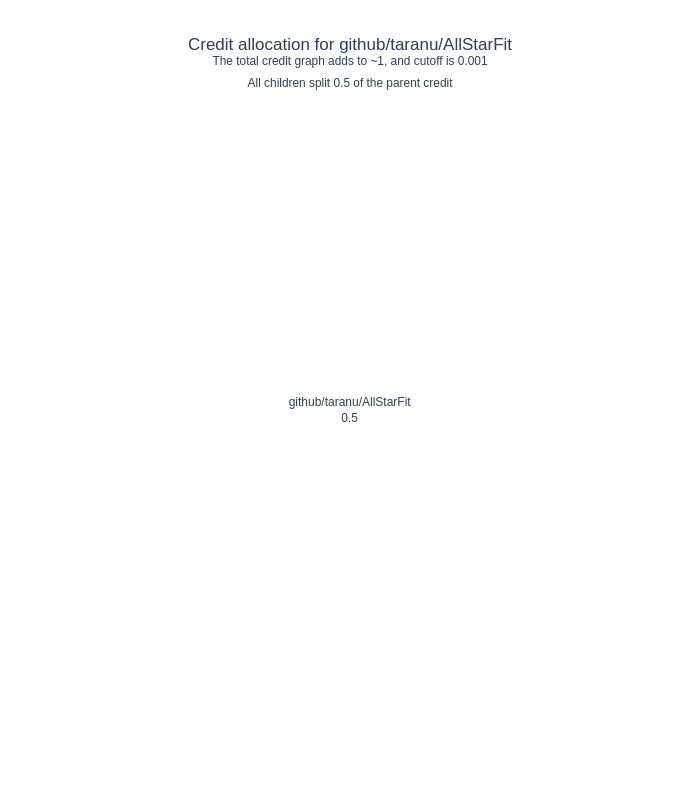 Credit allocation for github/taranu/AllStarFit
The total credit graph adds to ~1, and cutoff is 0.001
All children split 0.5 of the parent credit
github/taranu/AllStarFit
0.5